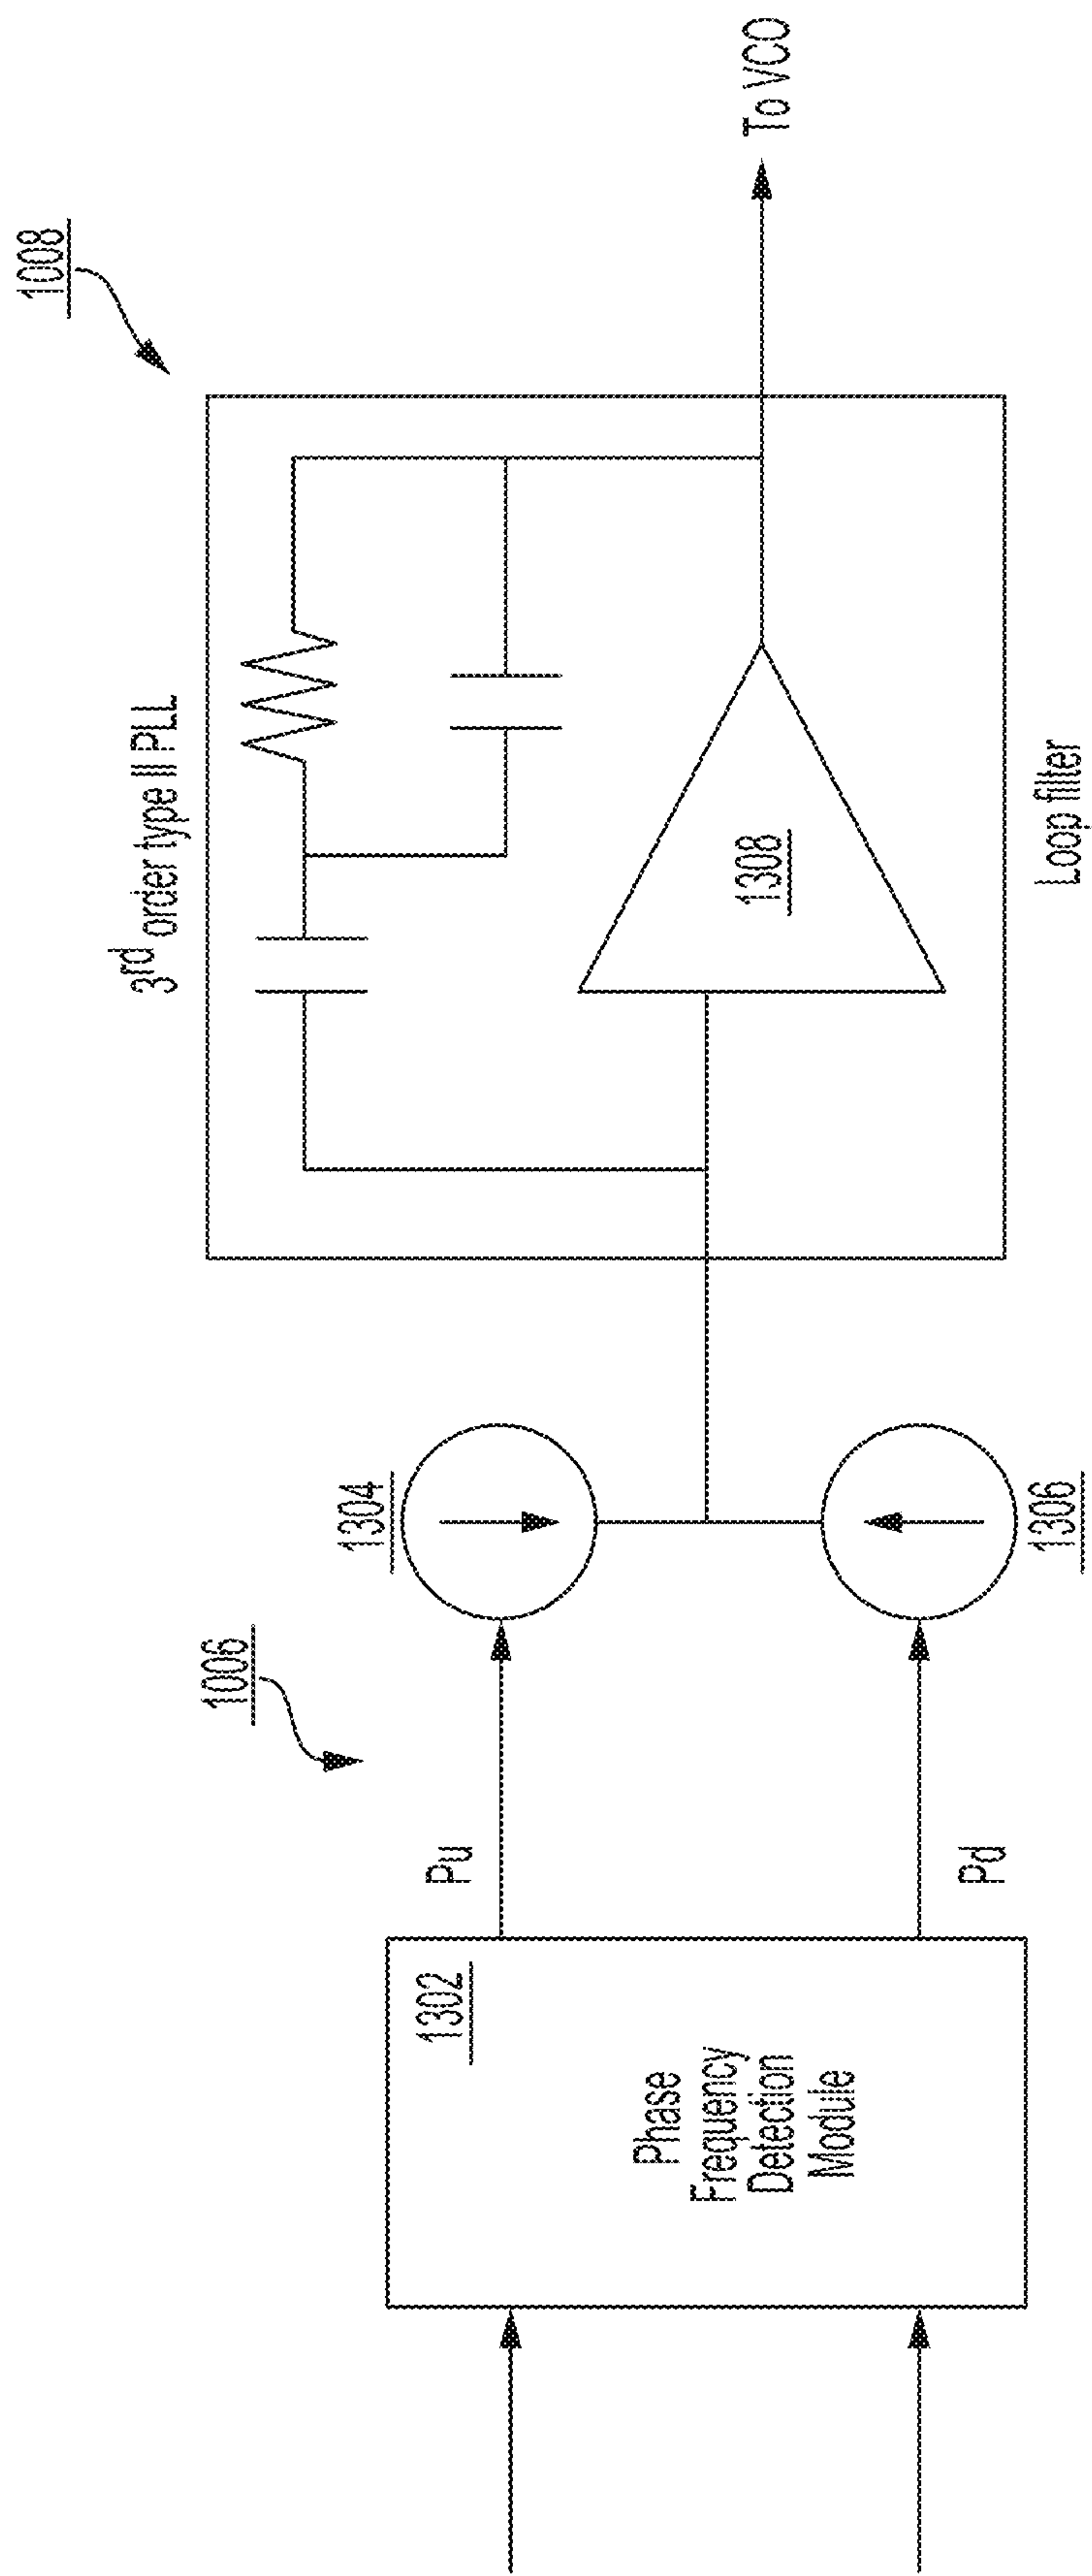 1008
3rd order type II PLL
To VCO
1308
Loop filter
1006
1304
1306
Pu
Pd
1302
Phase
Frequency
Detection
Module